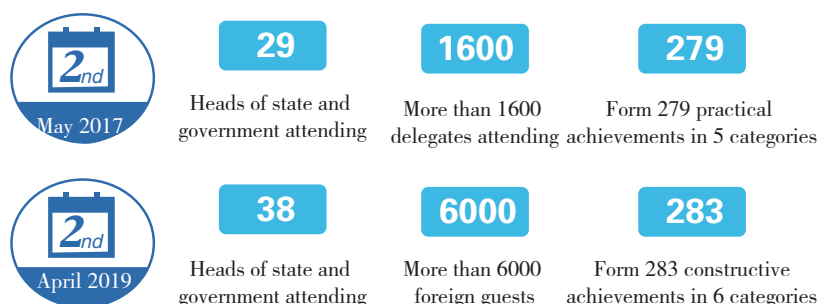 2nd
May 2017
29
Heads of state and
government attending
1600
More than 1600
delegates attending
279
Form 279 practical
achievements in 5 categories
2nd
April 2019
38
Heads of state and
government attending
6000
More than 6000
foreign guests
283
Form 283 constructive
achievements in 6 categories